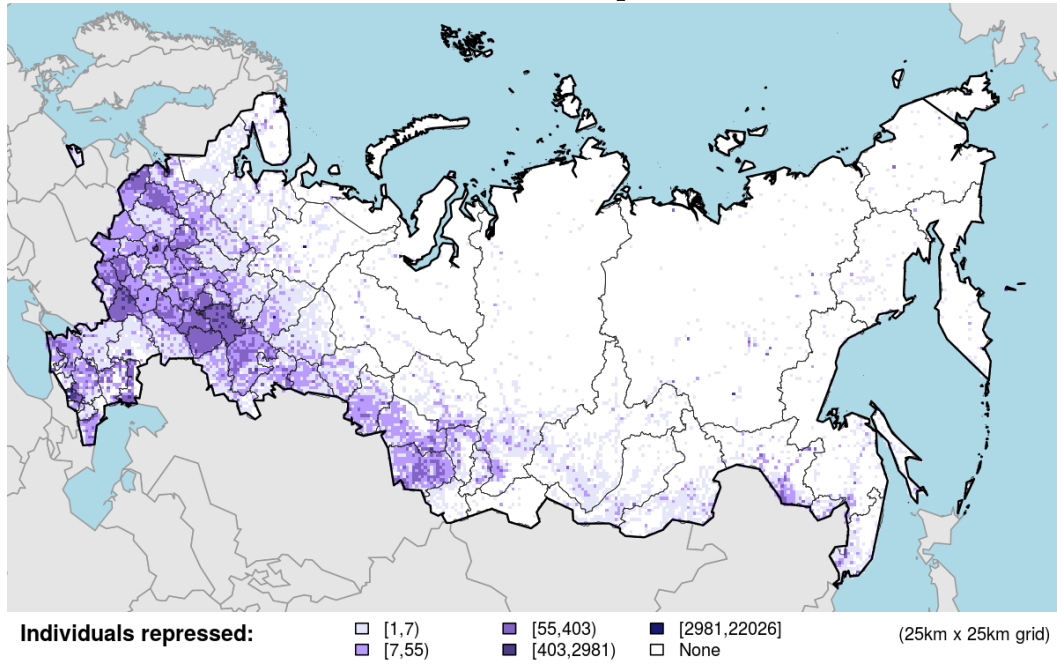 Individuals repressed:
[1,7)
[7,55)
[55,403)
[403,2981)
[2981,22026]
None
(25km x 25km grid)